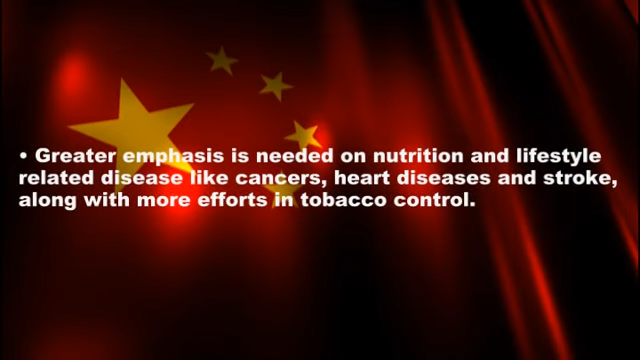 • Greater emphasis is needed on nutrition and lifestyle
related disease like cancers, heart diseases and stroke,
along with more efforts in tobacco control.